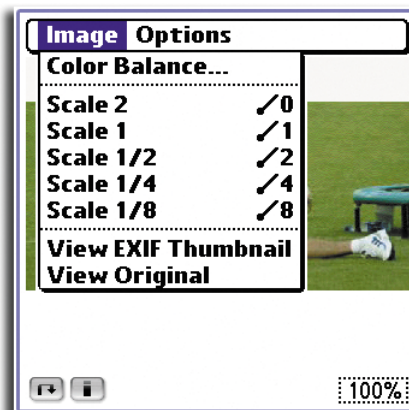 Image Options
Color Balance...
Scale 2 /0
Scale 1 /1
Scale 1/2 /2
Scale 1/4 /4
Scale 1/8 /8
View EXIF Thumbnail
View Original
i 100%